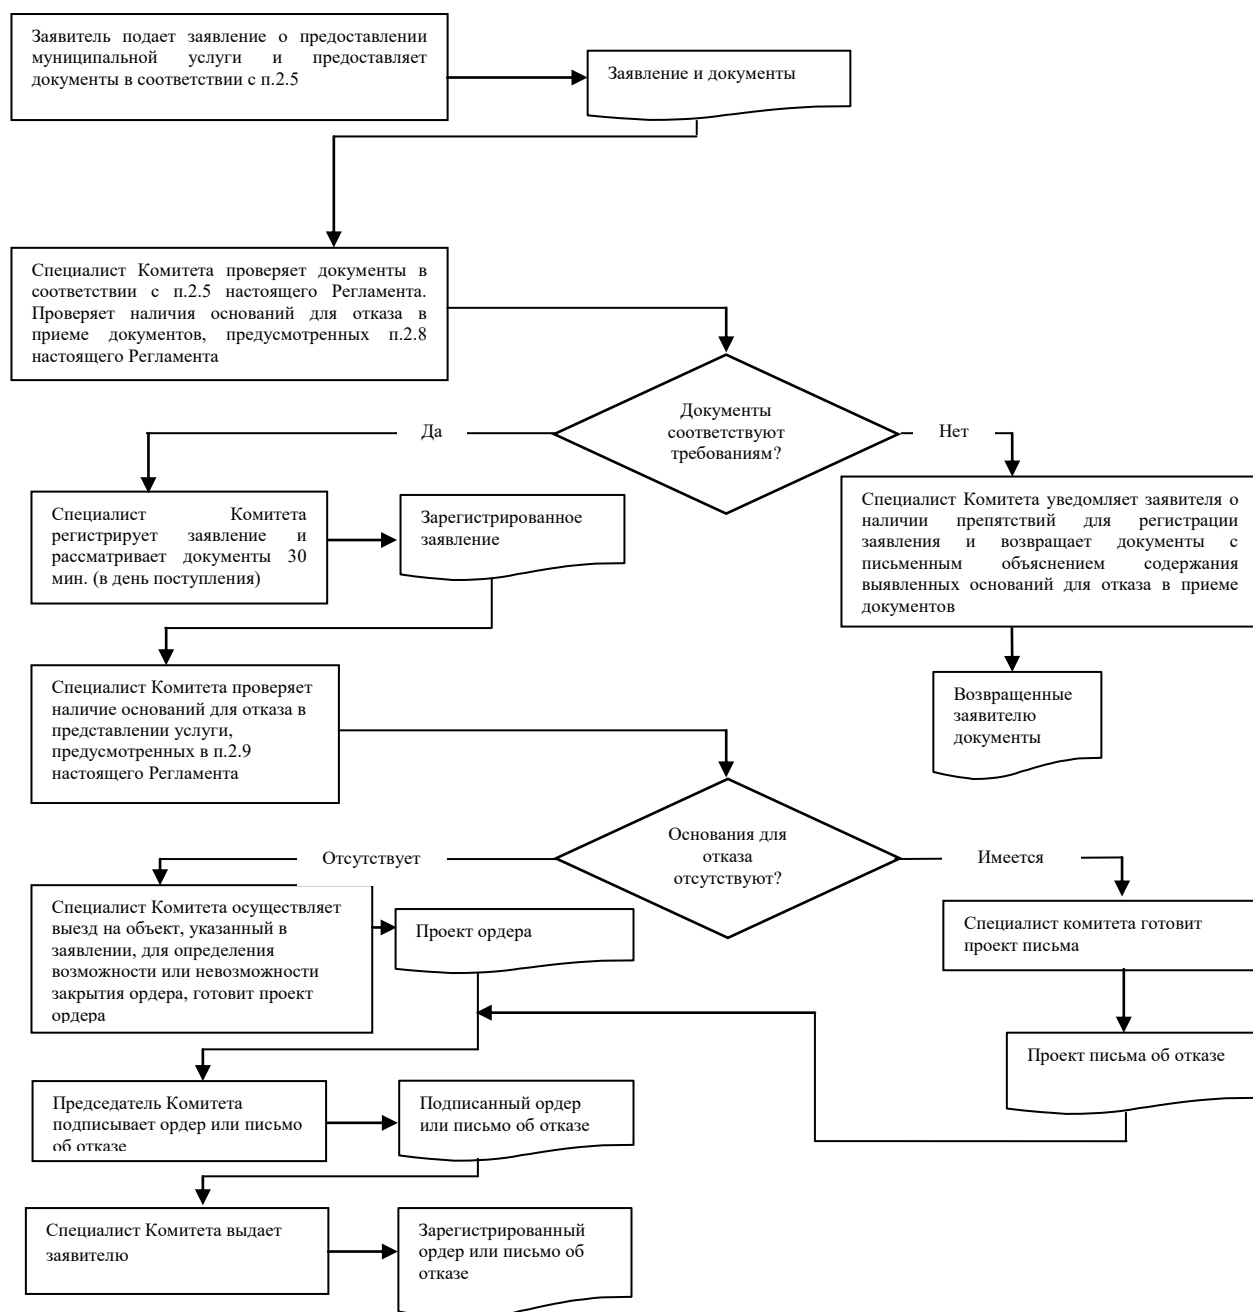 Заявитель подает заявление о предоставлении
муниципальной услуги и предоставляет
документы в соответствии с п.2.5
Заявление и документы
Специалист Комитета проверяет документы в
соответствии с п.2.5 настоящего Регламента.
Проверяет наличия оснований для отказа в
приеме документов, предусмотренных п.2.8
настоящего Регламента
Документы
соответствуют
требованиям?
Да
Нет
Специалист Комитета
регистрирует заявление и
рассматривает документы 30
мин. (в день поступления)
Зарегистрированное
заявление
Специалист Комитета уведомляет заявителя о
наличии препятствий для регистрации
заявления и возвращает документы с
письменным объяснением содержания
выявленных оснований для отказа в приеме
документов
Специалист Комитета проверяет
наличие оснований для отказа в
представлении услуги,
предусмотренных в п.2.9
настоящего Регламента
Возвращенные
заявителю
документы
Основания для
отказа
отсутствуют?
Отсутствует
Имеется
Специалист Комитета осуществляет
выезд на объект, указанный в
заявлении, для определения
возможности или невозможности
закрытия ордера, готовит проект
ордера
Проект ордера
Специалист комитета готовит
проект письма
Проект письма об отказе
Председатель Комитета
подписывает ордер или письмо
об отказе
Подписанный ордер
или письмо об отказе
Специалист Комитета выдает
заявителю
Зарегистрированный
ордер или письмо об
отказе